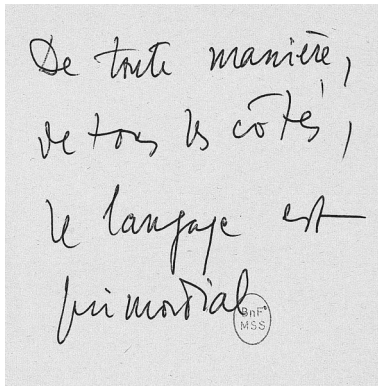 De toute manière,
de tous les côtés,
le langage est
primordial
BnF
MSS